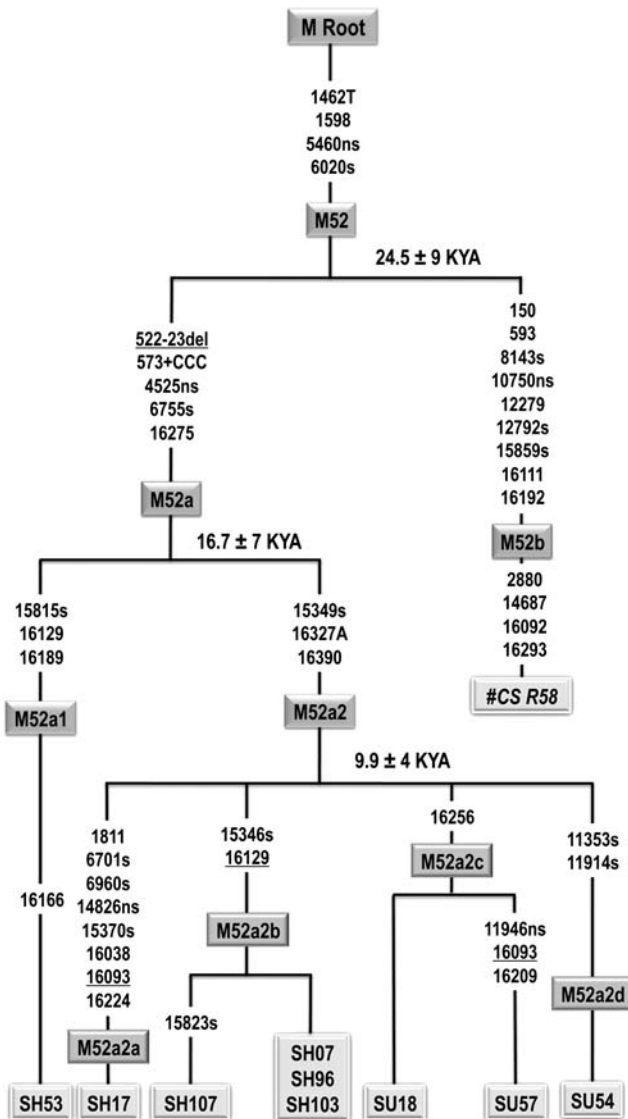 M Root
1462T
1598
5460ns
6020s
M52
24.5 ± 9 KYA
522-23del
573+CCC
4525ns
6755s
16275
M52a
150
593
8143s
10750ns
12279
12792s
15859s
16111
16192
M52b
2880
14687
16092
16293
#CS R58
16.7 ± 7 KYA
15815s
16129
16189
M52a1
16166
SH53
15349s
16327A
16390
M52a2
9.9 ± 4 KYA
1811
6701s
6960s
14826ns
15370s
16038
16093
16224
M52a2a
SH17
15346s
16129
M52a2b
15823s
SH107
SH07
SH96
SH103
16256
M52a2c
SU18
11946ns
16093
16209
SU57
11353s
11914s
M52a2d
SU54